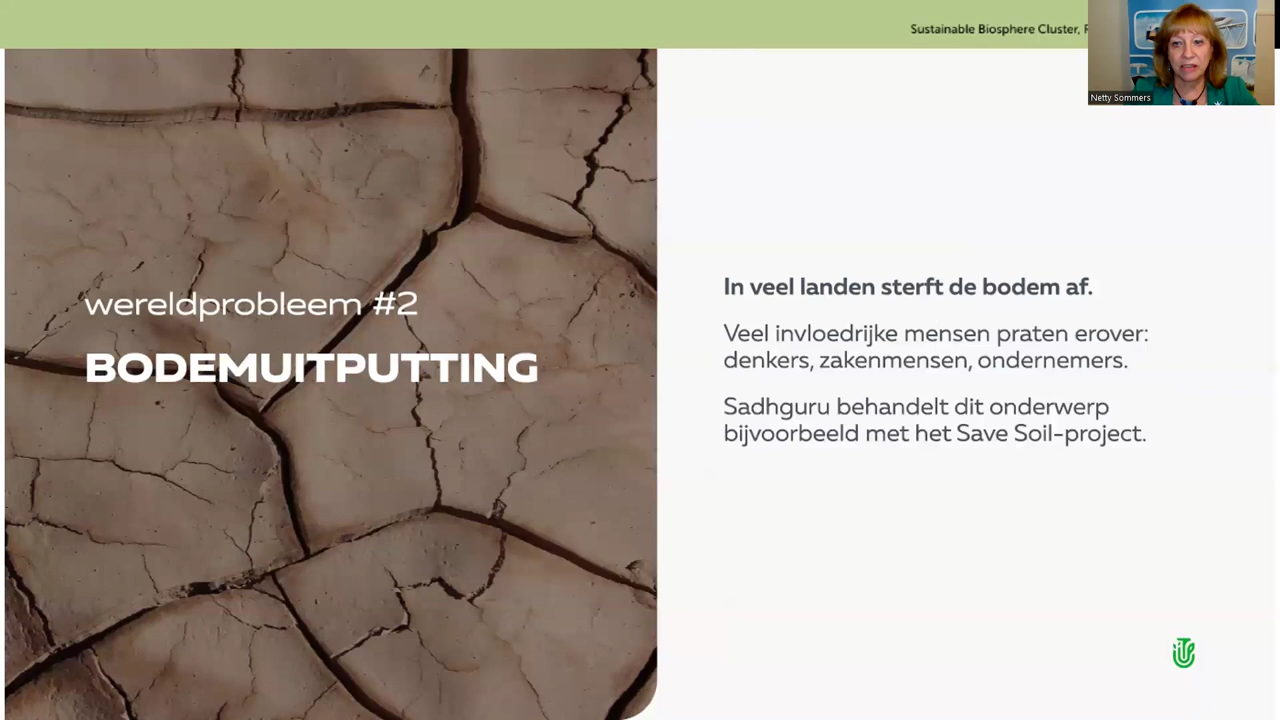 Sustainable Biosphere Cluster,
Netty Sommers
wereldprobleem #2
BODEMUITPUTTING
In veel landen sterft de bodem af.
Veel invloedrijke mensen praten erover:
denkers, zakenmensen, ondernemers.
Sadhguru behandelt dit onderwerp
bijvoorbeeld met het Save Soil-project.